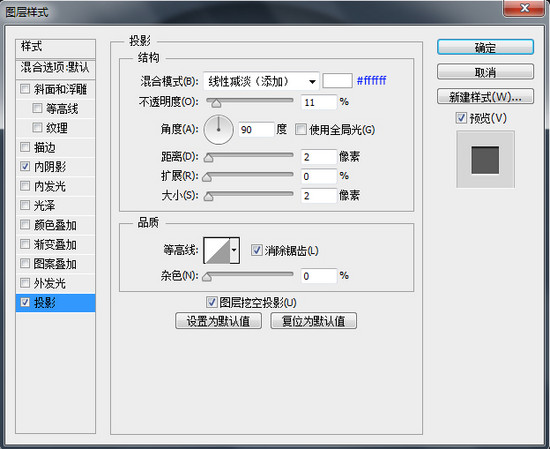 图层样式
样式
混合选项:默认
斜面和浮雕
等高线
纹理
描边
内阴影
内发光
光泽
颜色叠加
渐变叠加
图案叠加
外发光
投影
投影
结构
混合模式(B): 线性减淡（添加） #ffffff
不透明度(O): 11 %
角度(A): 90 度 使用全局光(G)
距离(D): 2 像素
扩展(R): 0 %
大小(S): 2 像素
品质
等高线: 消除锯齿(L)
杂色(N): 0 %
图层挖空投影(U)
设置为默认值 复位为默认值
确定
取消
新建样式(W)...
预览(V)